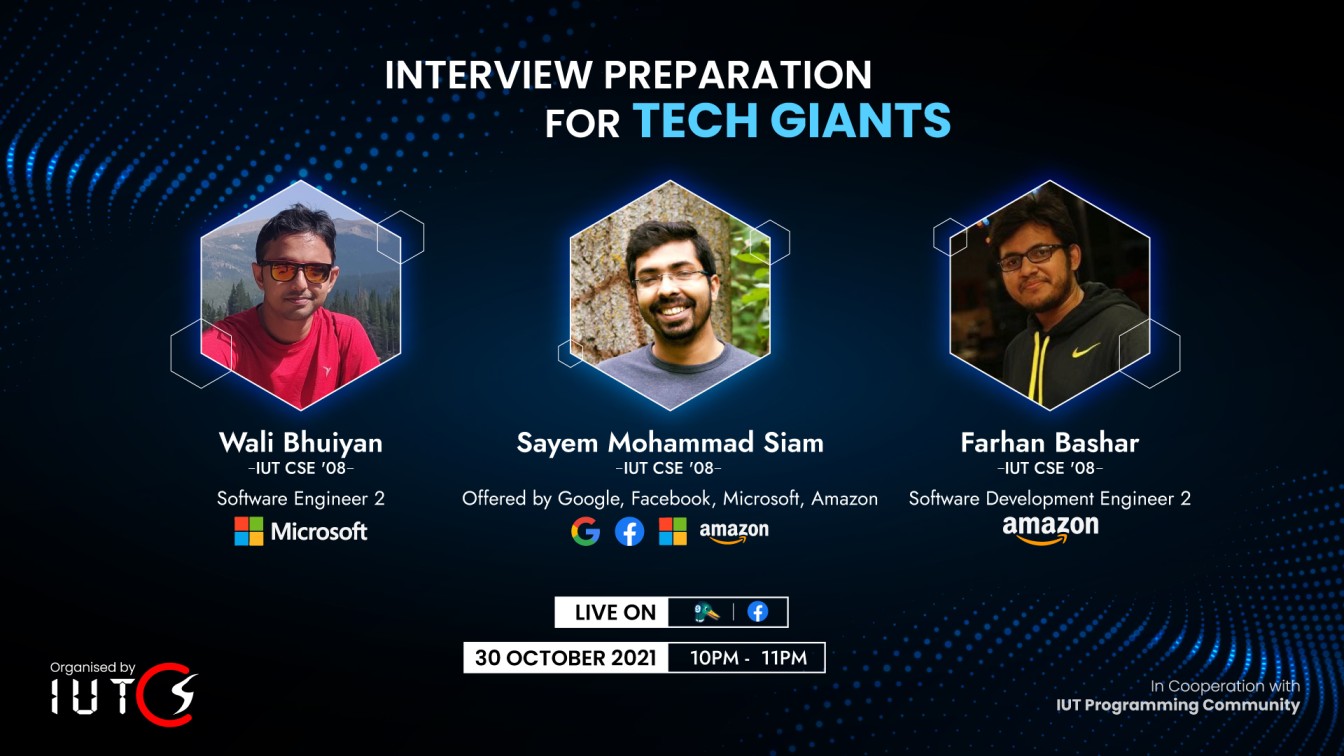 INTERVIEW PREPARATION
FOR TECH GIANTS
Wali Bhuiyan
-IUT CSE '08-
Software Engineer 2
Microsoft
Sayem Mohammad Siam
-IUT CSE '08-
Offered by Google, Facebook, Microsoft, Amazon
amazon
Farhan Bashar
-IUT CSE '08-
Software Development Engineer 2
amazon
LIVE ON
30 OCTOBER 2021 10PM - 11PM
Organised by
IUTCS
In Cooperation with
IUT Programming Community